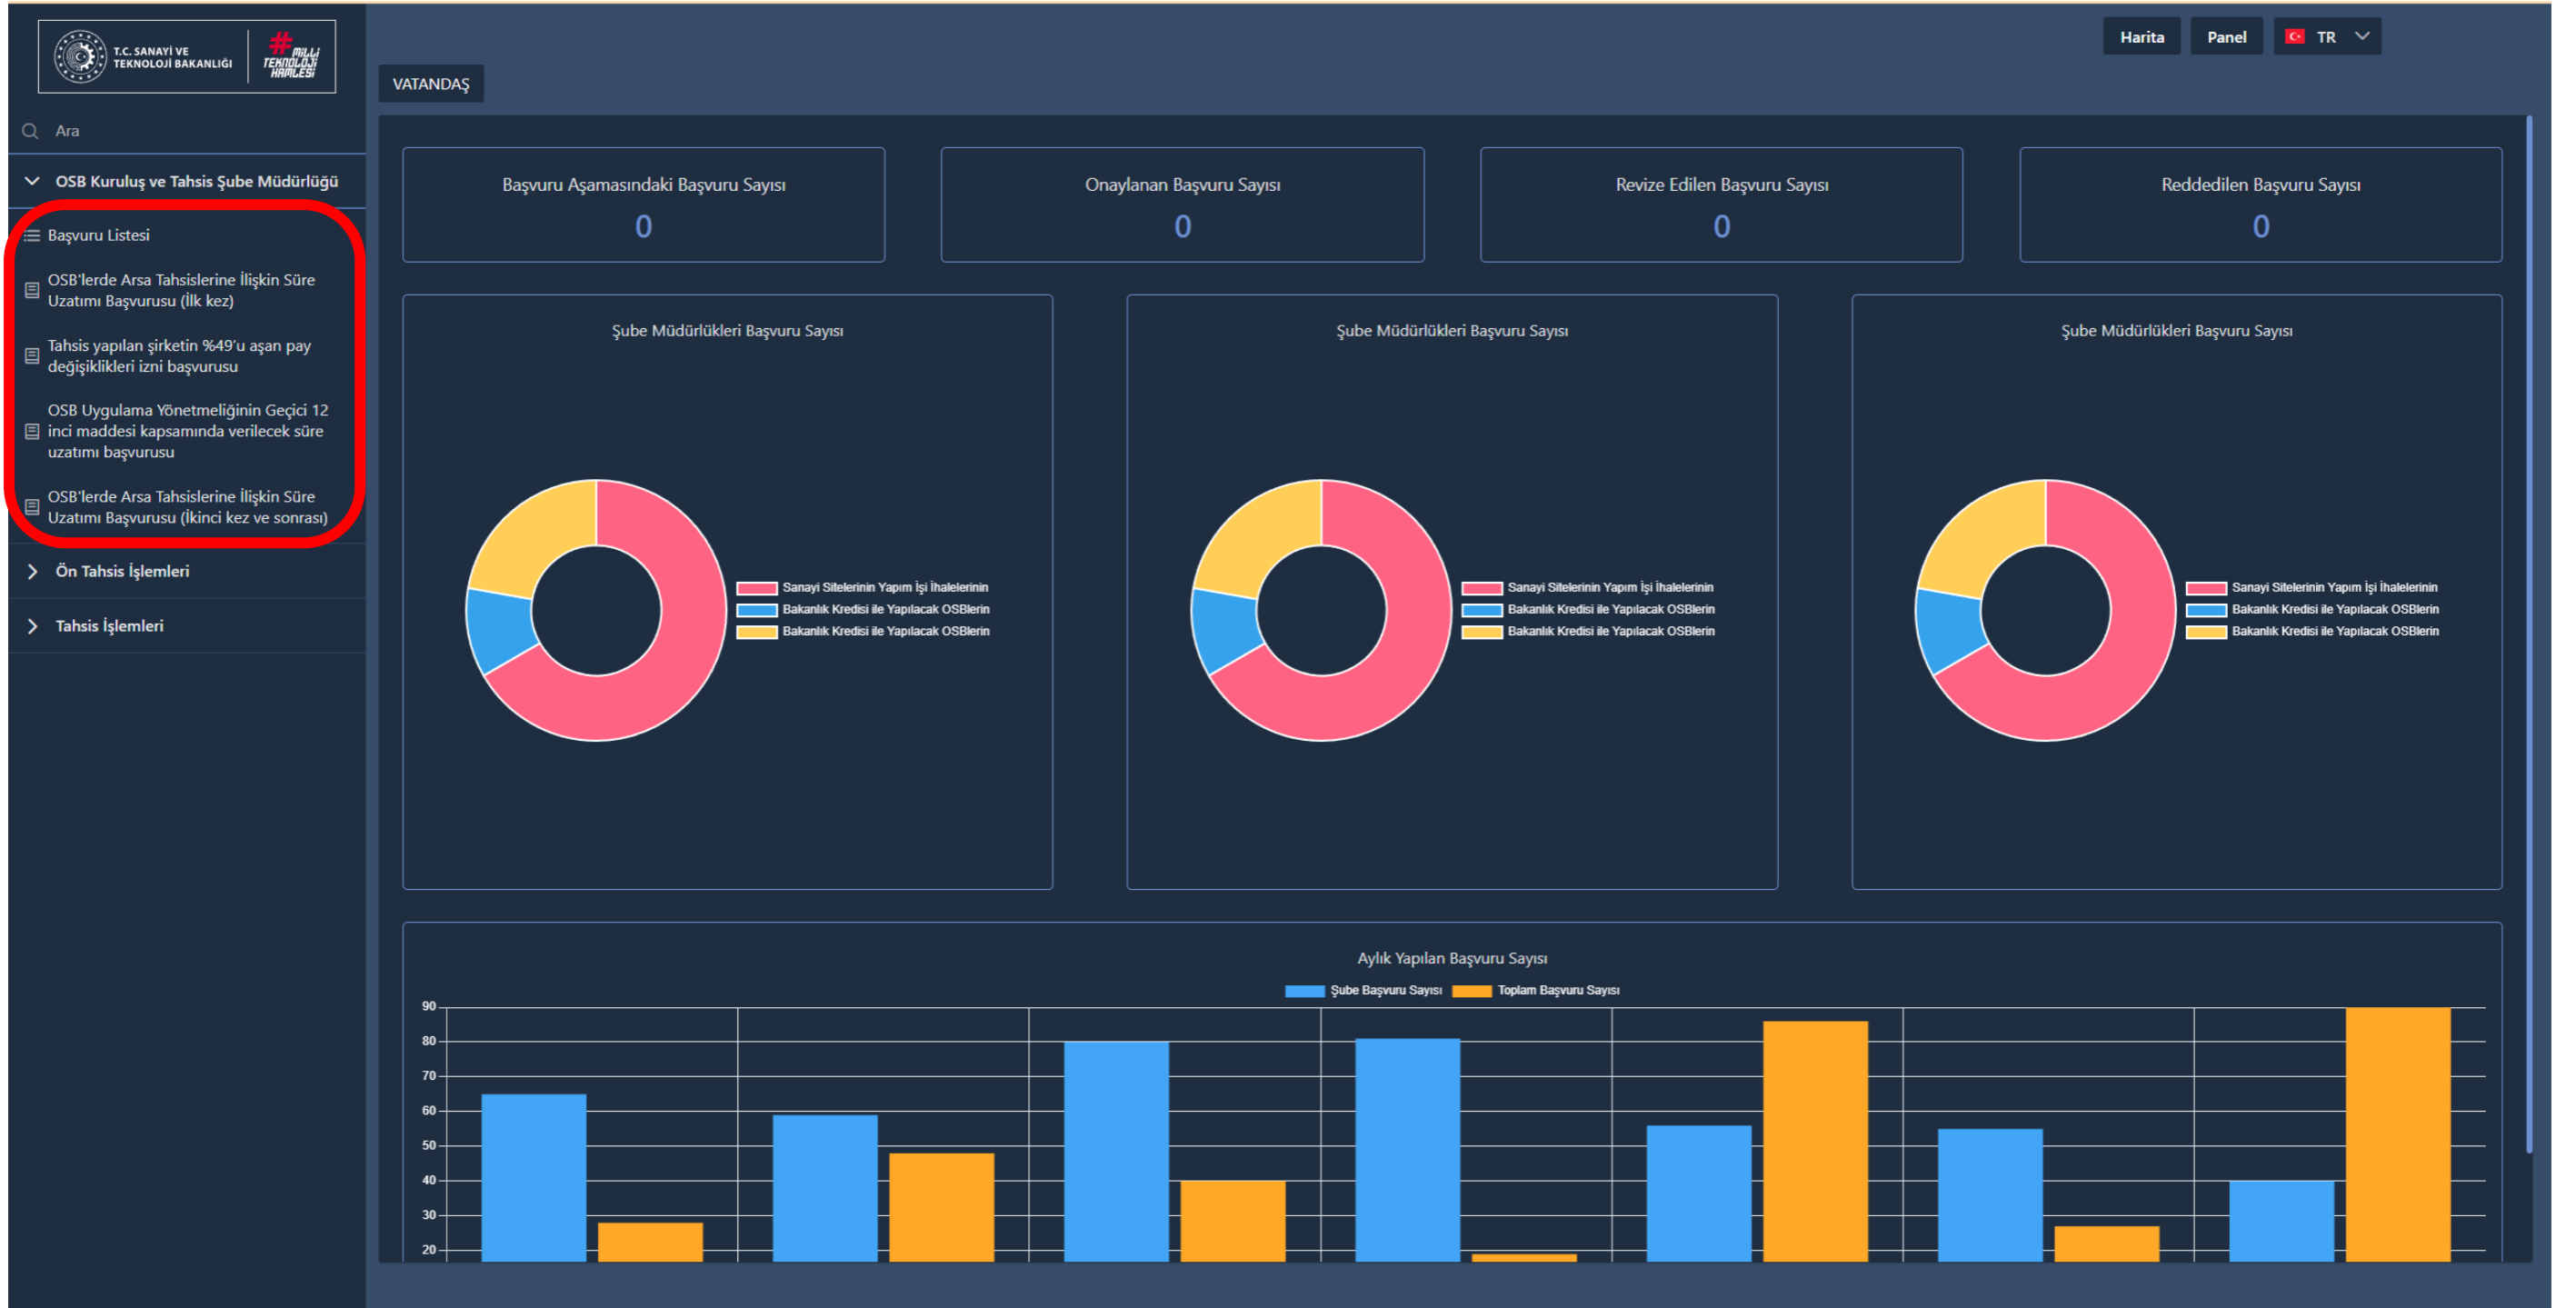 T.C. SANAYİ VE
TEKNOLOJİ BAKANLIĞI
#MİLLİ
TEKNOLOJİ
HAMLESİ
Harita
Panel
TR
VATANDAŞ
Ara
OSB Kuruluş ve Tahsis Şube Müdürlüğü
Başvuru Listesi
OSB'lerde Arsa Tahsislerine İlişkin Süre
Uzatımı Başvurusu (İlk kez)
Tahsis yapılan şirketin %49'u aşan pay
değişiklikleri izni başvurusu
OSB Uygulama Yönetmeliğinin Geçici 12
inci maddesi kapsamında verilecek süre
uzatımı başvurusu
OSB'lerde Arsa Tahsislerine İlişkin Süre
Uzatımı Başvurusu (İkinci kez ve sonrası)
Ön Tahsis İşlemleri
Tahsis İşlemleri
Başvuru Aşamasındaki Başvuru Sayısı
0
Onaylanan Başvuru Sayısı
0
Revize Edilen Başvuru Sayısı
0
Reddedilen Başvuru Sayısı
0
Şube Müdürlükleri Başvuru Sayısı
Sanayi Sitelerinin Yapım İşi İhalelerinin
Bakanlık Kredisi ile Yapılacak OSBlerin
Bakanlık Kredisi ile Yapılacak OSBlerin
Şube Müdürlükleri Başvuru Sayısı
Sanayi Sitelerinin Yapım İşi İhalelerinin
Bakanlık Kredisi ile Yapılacak OSBlerin
Bakanlık Kredisi ile Yapılacak OSBlerin
Şube Müdürlükleri Başvuru Sayısı
Sanayi Sitelerinin Yapım İşi İhalelerinin
Bakanlık Kredisi ile Yapılacak OSBlerin
Bakanlık Kredisi ile Yapılacak OSBlerin
Aylık Yapılan Başvuru Sayısı
Şube Başvuru Sayısı
Toplam Başvuru Sayısı
90
80
70
60
50
40
30
20